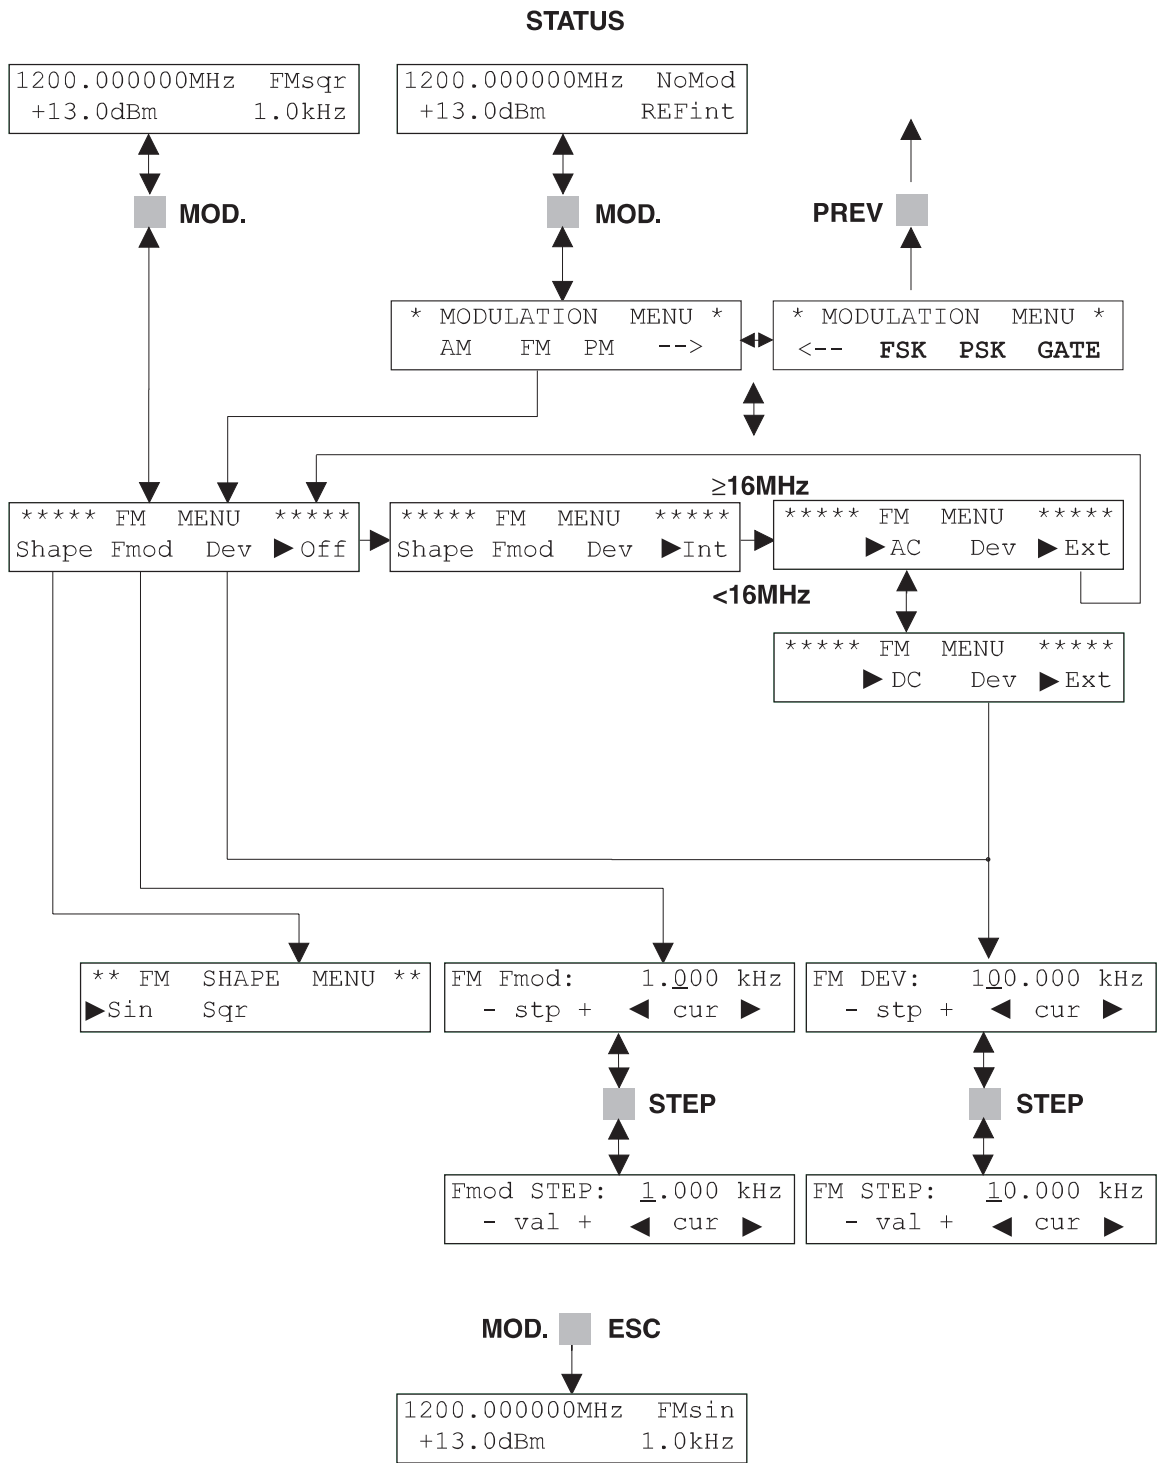 STATUS
1200.000000MHz FMsqr
+13.0dBm 1.0kHz
1200.000000MHz NoMod
+13.0dBm REFint
MOD.
MOD.
PREV
* MODULATION MENU *
AM FM PM -->
* MODULATION MENU *
<-- FSK PSK GATE
***** FM MENU *****
Shape Fmod Dev ▶Off
***** FM MENU *****
Shape Fmod Dev ▶Int
≥16MHz
<16MHz
***** FM MENU *****
▶AC Dev ▶Ext
***** FM MENU *****
▶DC Dev ▶Ext
** FM SHAPE MENU **
▶Sin Sqr
FM Fmod: 1.000 kHz
- stp + ◀ cur ▶
FM DEV: 100.000 kHz
- stp + ◀ cur ▶
STEP
STEP
Fmod STEP: 1.000 kHz
- val + ◀ cur ▶
FM STEP: 10.000 kHz
- val + ◀ cur ▶
MOD. ESC
1200.000000MHz FMsin
+13.0dBm 1.0kHz